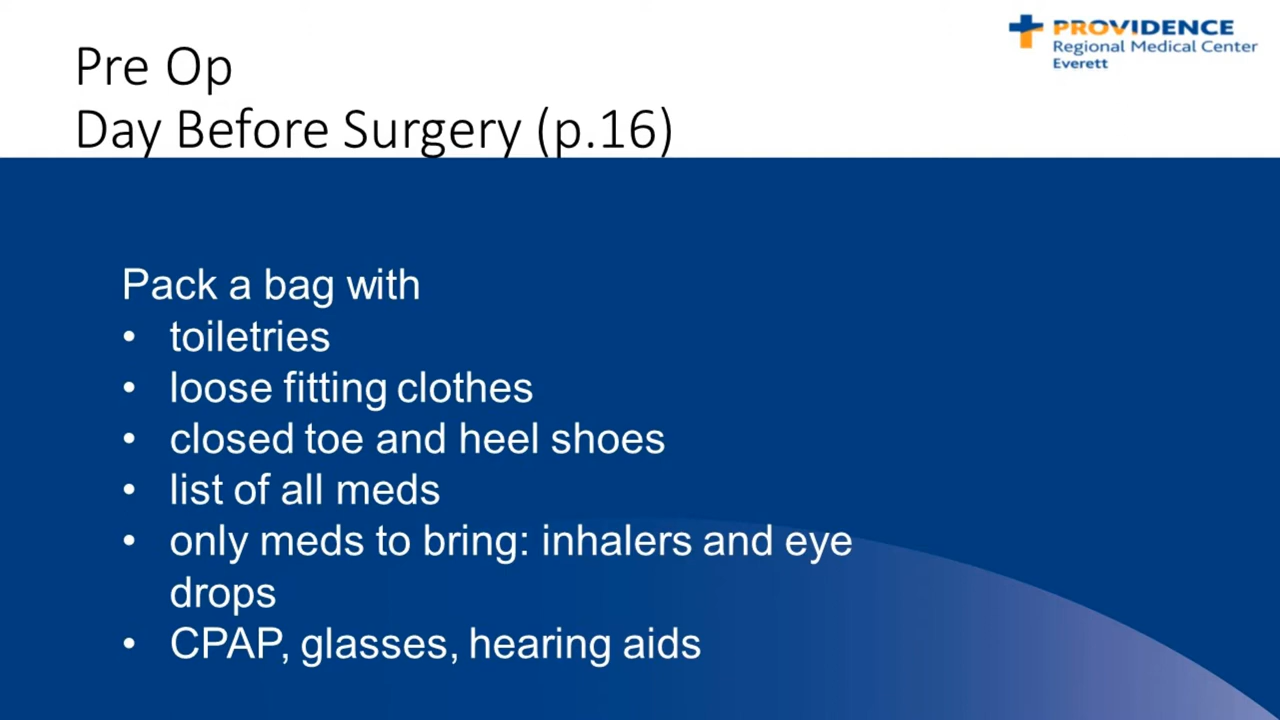 PROVIDENCE
Regional Medical Center
Everett
Pre Op
Day Before Surgery (p.16)
Pack a bag with
• toiletries
• loose fitting clothes
• closed toe and heel shoes
• list of all meds
• only meds to bring: inhalers and eye
drops
• CPAP, glasses, hearing aids